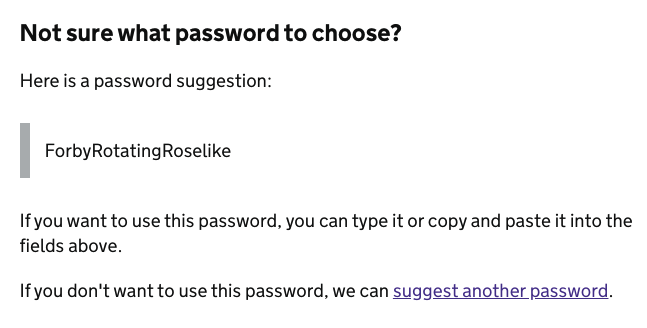 Not sure what password to choose?
Here is a password suggestion:
ForbyRotatingRoselike
If you want to use this password, you can type it or copy and paste it into the
fields above.
If you don't want to use this password, we can suggest another password.